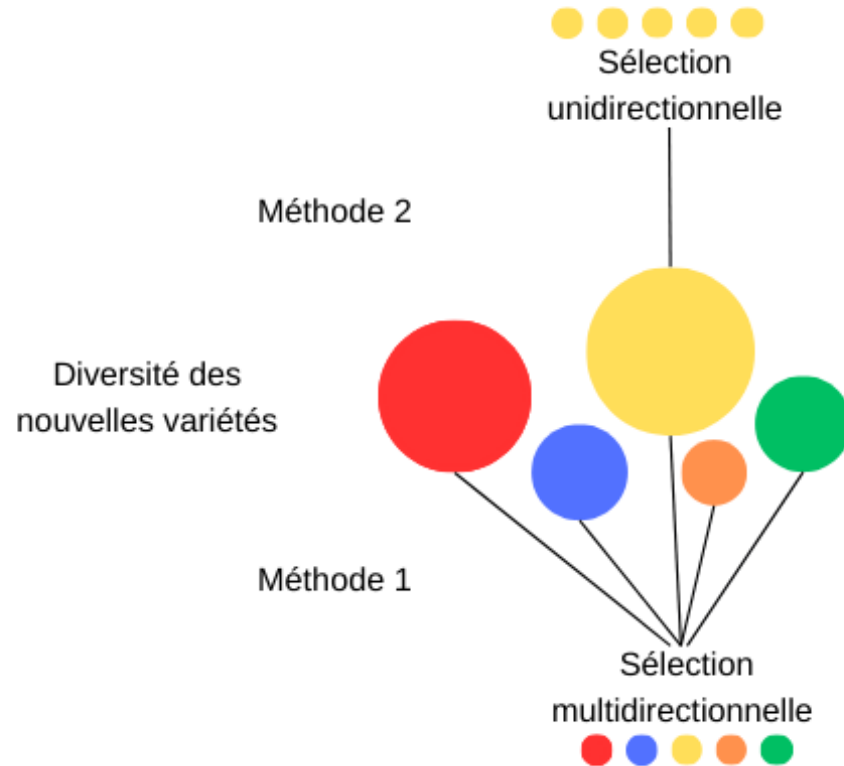 Sélection
unidirectionnelle
Méthode 2
Diversité des
nouvelles variétés
Méthode 1
Sélection
multidirectionnelle